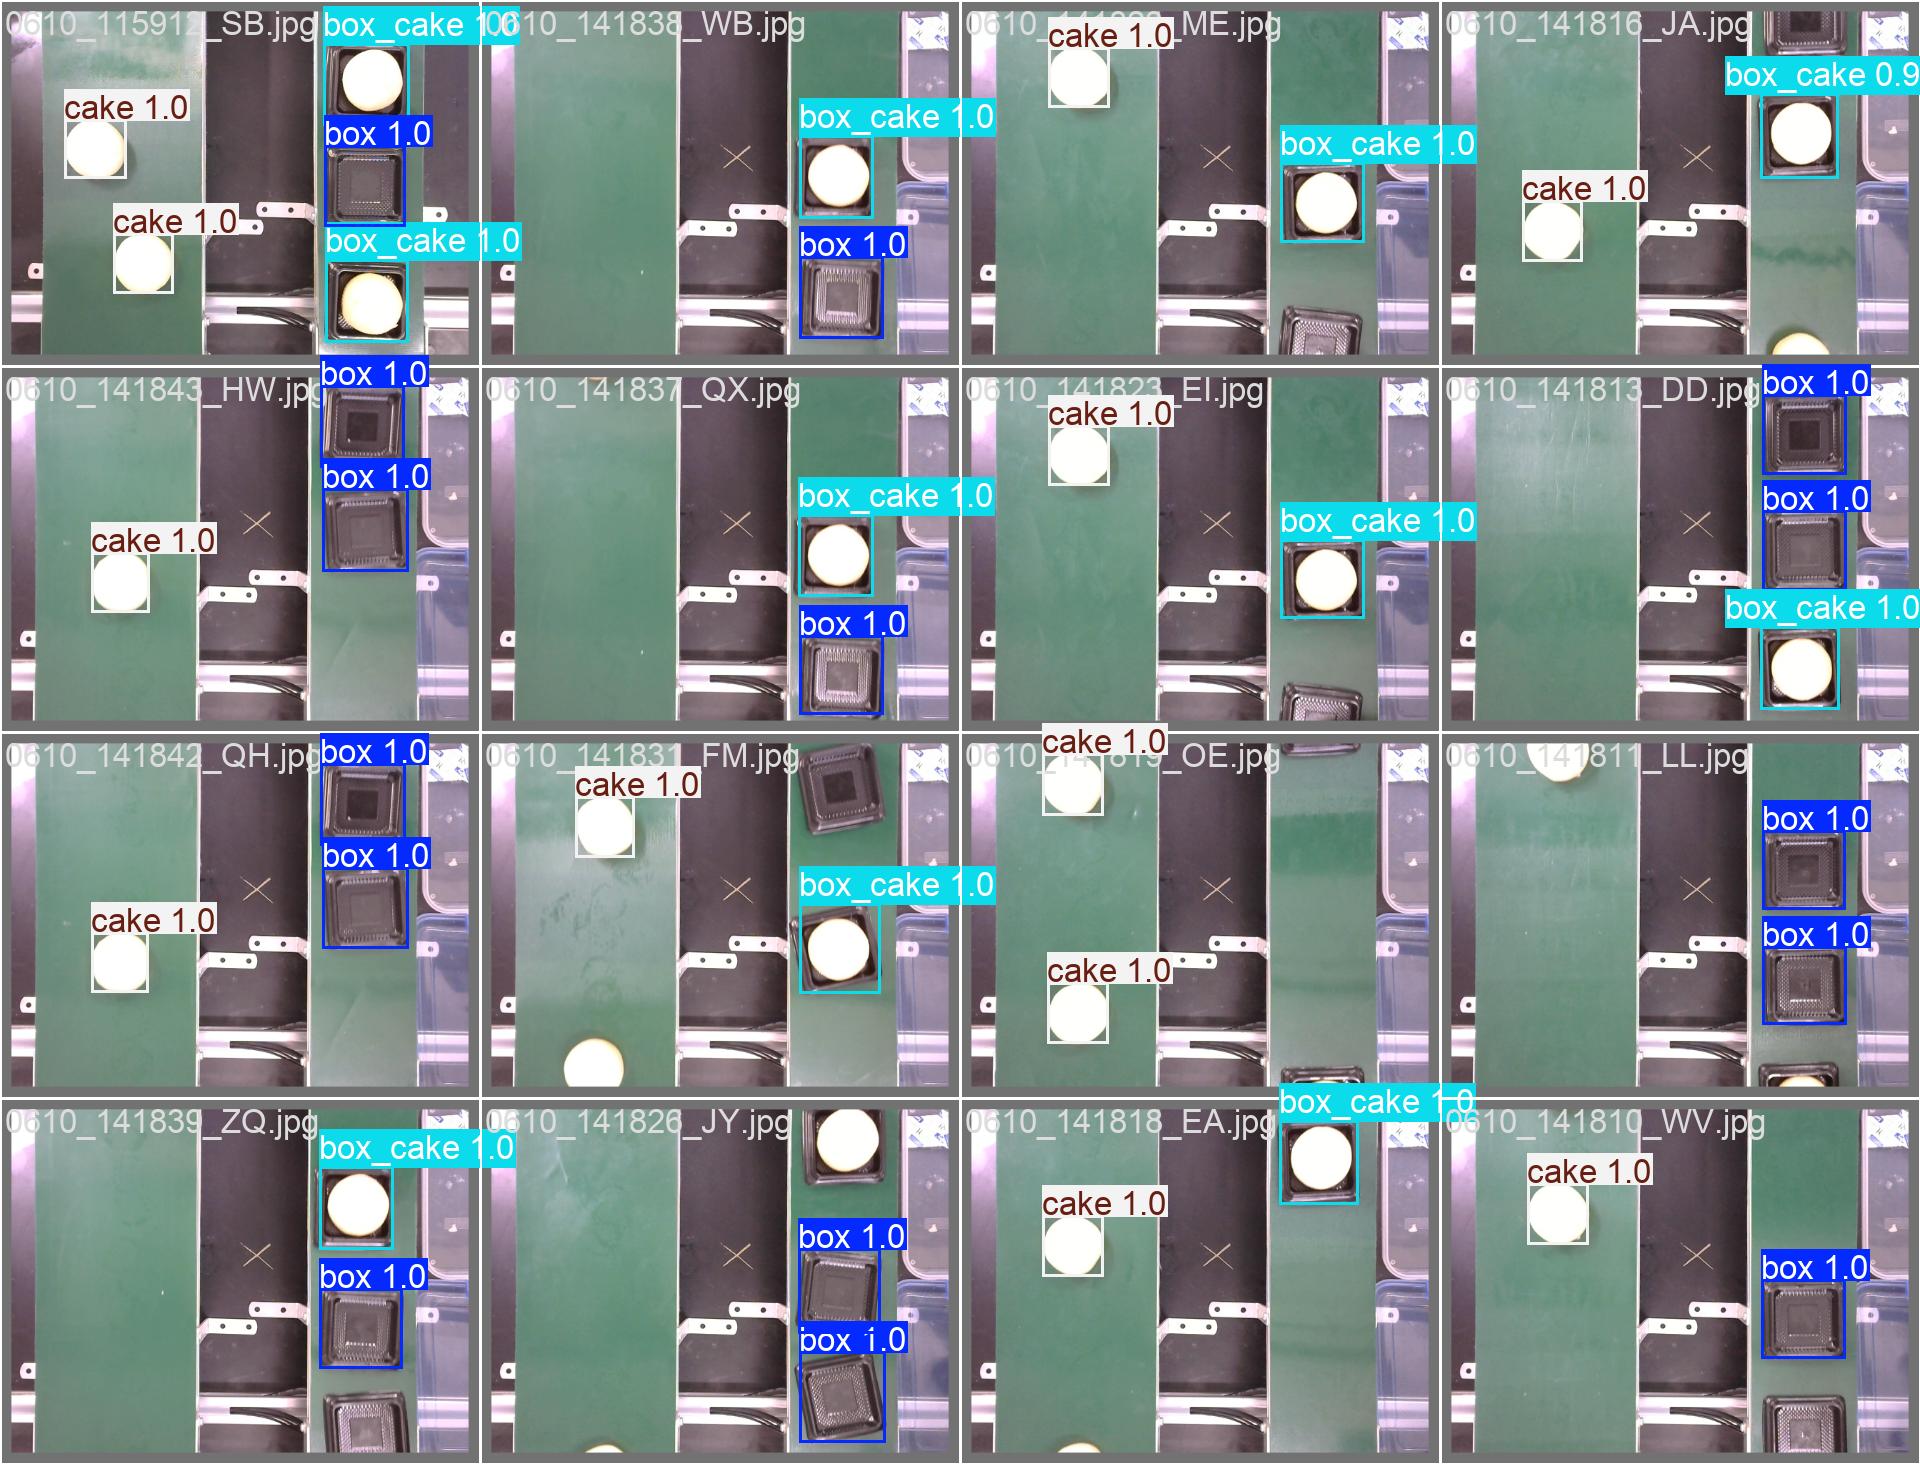 0610_115912_SB.jpg
box_cake 1.0
cake 1.0
box 1.0
cake 1.0
box_cake 1.0
0610_141838_WB.jpg
box_cake 1.0
box 1.0
cake 1.0
_ME.jpg
box_cake 1.0
0610_141816_JA.jpg
box_cake 0.9
cake 1.0
0610_141843_HW.jpg
box 1.0
box 1.0
cake 1.0
0610_141837_QX.jpg
box_cake 1.0
box 1.0
0610_141823_EI.jpg
cake 1.0
box_cake 1.0
0610_141813_DD.jpg
box 1.0
box 1.0
box_cake 1.0
0610_141842_QH.jpg
box 1.0
box 1.0
cake 1.0
0610_141831_FM.jpg
cake 1.0
box_cake 1.0
cake 1.0
0610_141819_OE.jpg
cake 1.0
0610_141811_LL.jpg
box 1.0
box 1.0
0610_141839_ZQ.jpg
box_cake 1.0
box 1.0
0610_141826_JY.jpg
box 1.0
box 1.0
box_cake 1.0
0610_141818_EA.jpg
cake 1.0
0610_141810_WV.jpg
cake 1.0
box 1.0